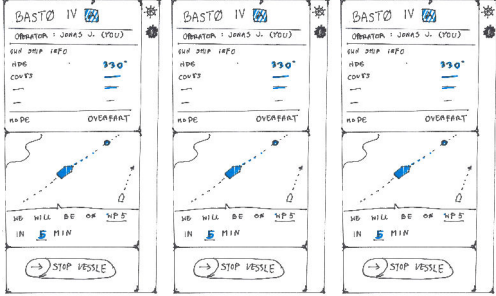 BASTØ IV
OPERATOR : JONAS J. (YOU)
OWN SHIP INFO
HDG 330°
COURS
MODE OVERFART
WE WILL BE ON WP 5
IN 5 MIN
→ STOP VESSLE
BASTØ IV
OPERATOR : JONAS J. (YOU)
OWN SHIP INFO
HDG 330°
COURS
MODE OVERFART
WE WILL BE ON WP 5
IN 5 MIN
→ STOP VESSLE
BASTØ IV
OPERATOR : JONAS J. (YOU)
OWN SHIP INFO
HDG 330°
COURS
MODE OVERFART
WE WILL BE ON WP 5
IN 5 MIN
→ STOP VESSLE